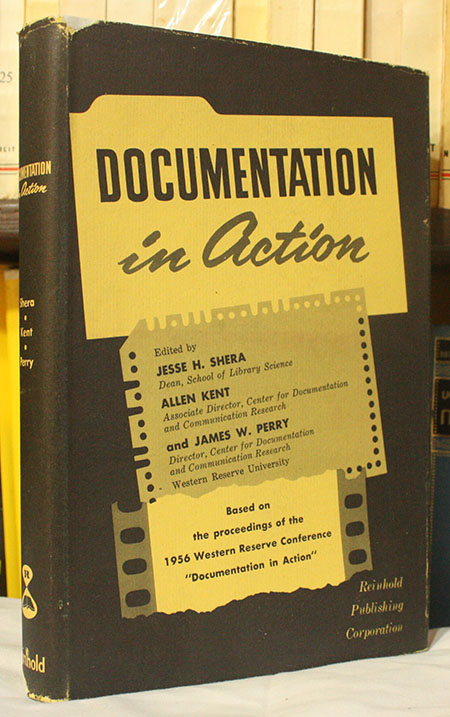 DOCUMENTATION
in Action
Edited by
JESSE H. SHERA
Dean, School of Library Science
ALLEN KENT
Associate Director, Center for Documentation
and Communication Research
and JAMES W. PERRY
Director, Center for Documentation
and Communication Research
Western Reserve University
Based on
the proceedings of the
1956 Western Reserve Conference
"Documentation in Action"
Reinhold
Publishing
Corporation
in Action
Shera
Kent
Perry
R
25